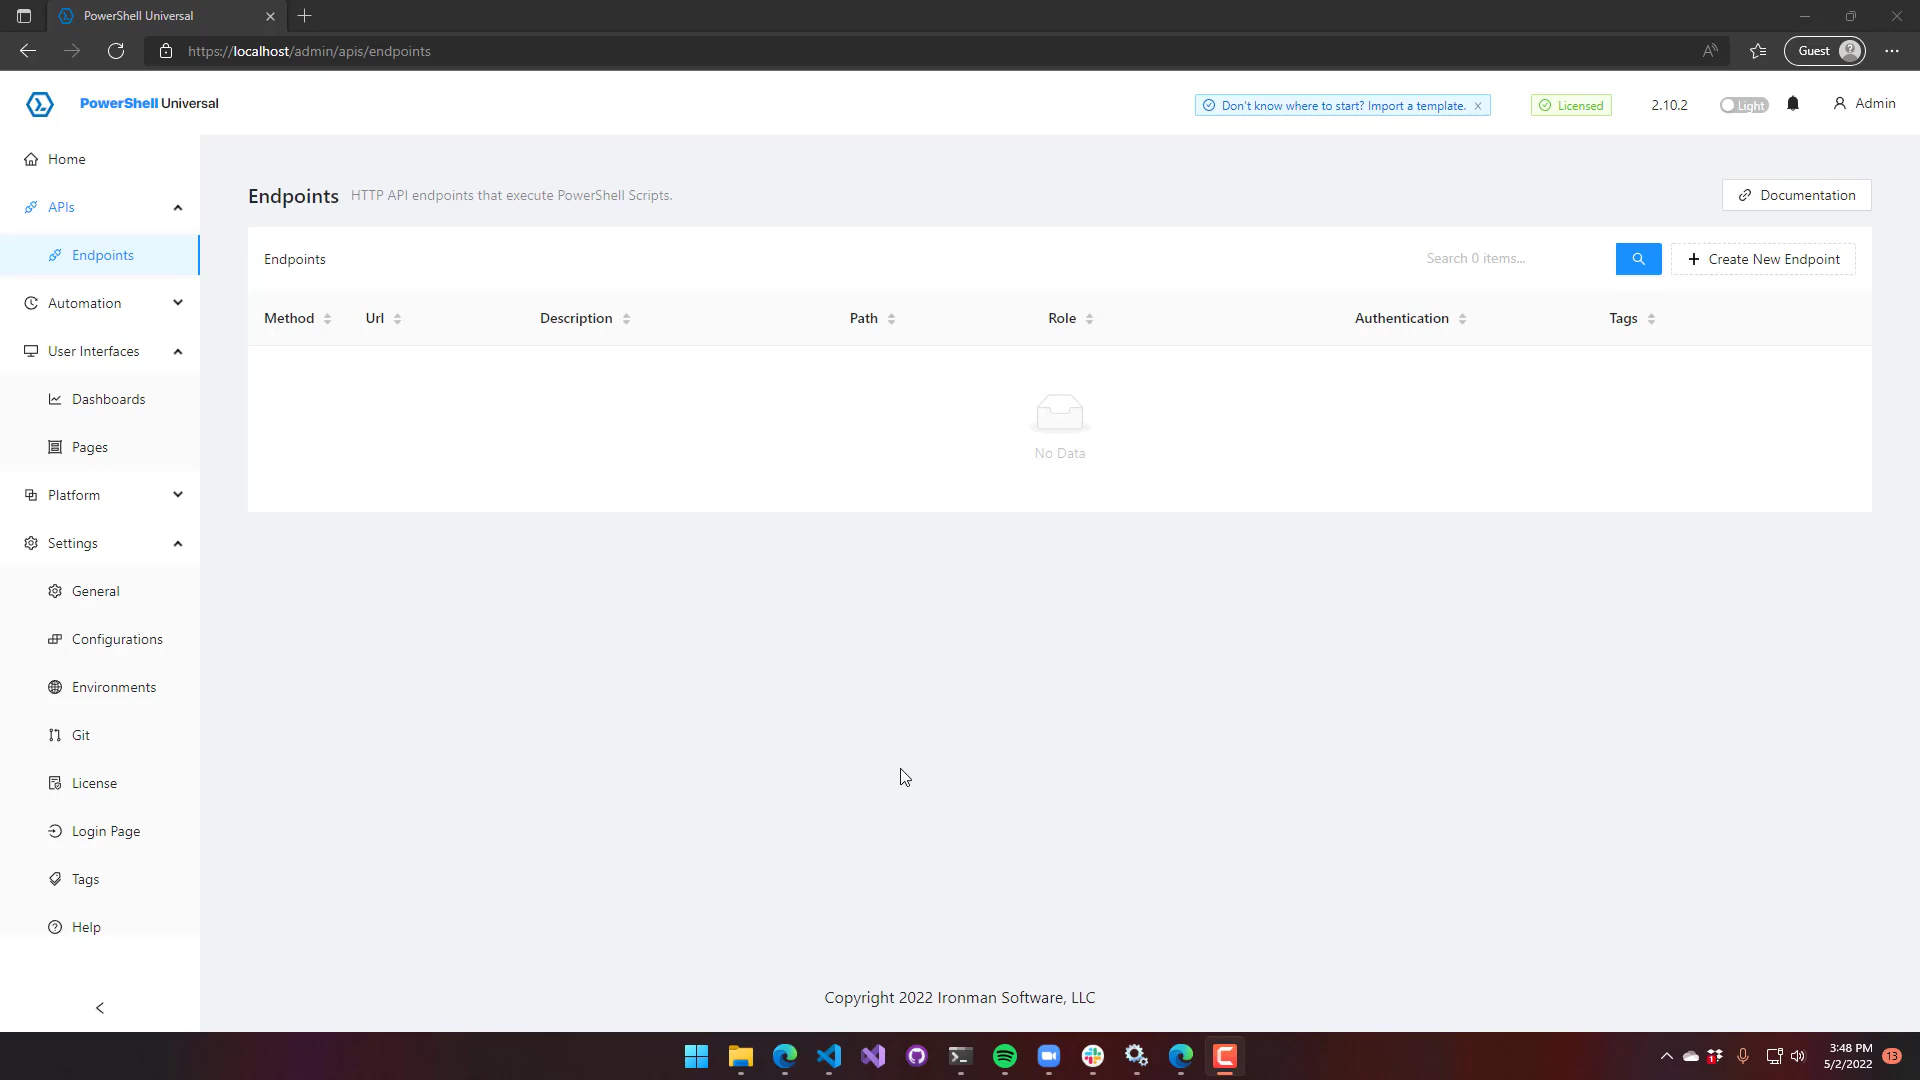 PowerShell Universal
https://localhost/admin/apis/endpoints
Guest
PowerShell Universal
Don't know where to start? Import a template.
Licensed
2.10.2
Light
Admin
Home
APIs
Endpoints
Automation
User Interfaces
Dashboards
Pages
Platform
Settings
General
Configurations
Environments
Git
License
Login Page
Tags
Help
Endpoints HTTP API endpoints that execute PowerShell Scripts.
Documentation
Endpoints
Search 0 items...
Create New Endpoint
Method Url Description Path Role Authentication Tags
No Data
Copyright 2022 Ironman Software, LLC
3:48 PM
5/2/2022
13